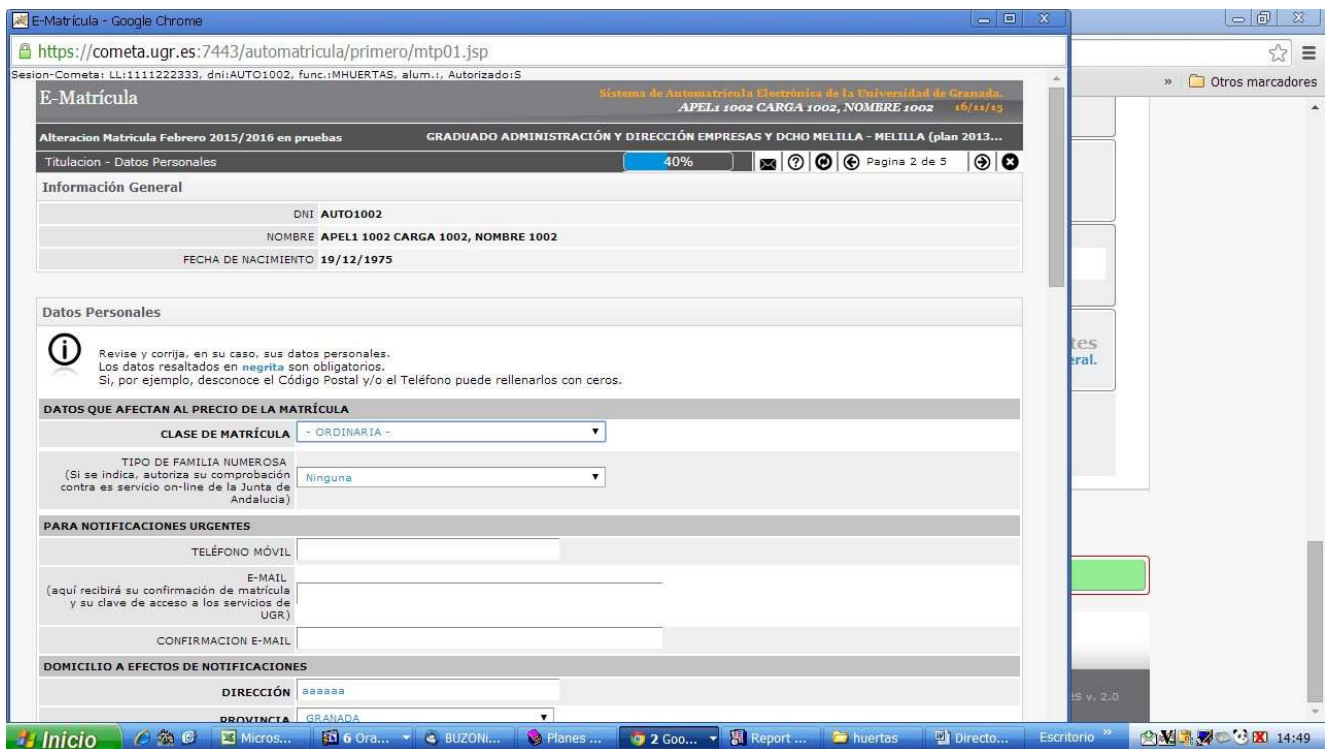 E-Matrícula - Google Chrome
https://cometa.ugr.es:7443/automatricula/primero/mtp01.jsp
Sesion-Cometa: LL:1111222333, dni:AUTO1002, func.:MHUERTAS, alum.:, Autorizado:S
» Otros marcadores
E-Matrícula
Sistema de Automatrícula Electrónica de la Universidad de Granada.
APEL1 1002 CARGA 1002, NOMBRE 1002 16/11/15
Alteracion Matricula Febrero 2015/2016 en pruebas GRADUADO ADMINISTRACIÓN Y DIRECCIÓN EMPRESAS Y DCHO MELILLA - MELILLA (plan 2013...
Titulacion - Datos Personales 40% Pagina 2 de 5
Información General
DNI AUTO1002
NOMBRE APEL1 1002 CARGA 1002, NOMBRE 1002
FECHA DE NACIMIENTO 19/12/1975
Datos Personales
Revise y corrija, en su caso, sus datos personales.
Los datos resaltados en negrita son obligatorios.
Si, por ejemplo, desconoce el Código Postal y/o el Teléfono puede rellenarlos con ceros.
tes
eral.
DATOS QUE AFECTAN AL PRECIO DE LA MATRÍCULA
CLASE DE MATRÍCULA - ORDINARIA -
TIPO DE FAMILIA NUMEROSA
(Si se indica, autoriza su comprobación
contra es servicio on-line de la Junta de
Andalucia)
Ninguna
PARA NOTIFICACIONES URGENTES
TELÉFONO MÓVIL
E-MAIL
(aquí recibirá su confirmación de matrícula
y su clave de acceso a los servicios de
UGR)
CONFIRMACION E-MAIL
DOMICILIO A EFECTOS DE NOTIFICACIONES
DIRECCIÓN aaaaaa
PROVINCIA GRANADA
s v. 2.0
Inicio Micros... 6 Ora... BUZONI... Planes ... 2 Goo... Report ... huertas Directo... Escritorio » 14:49